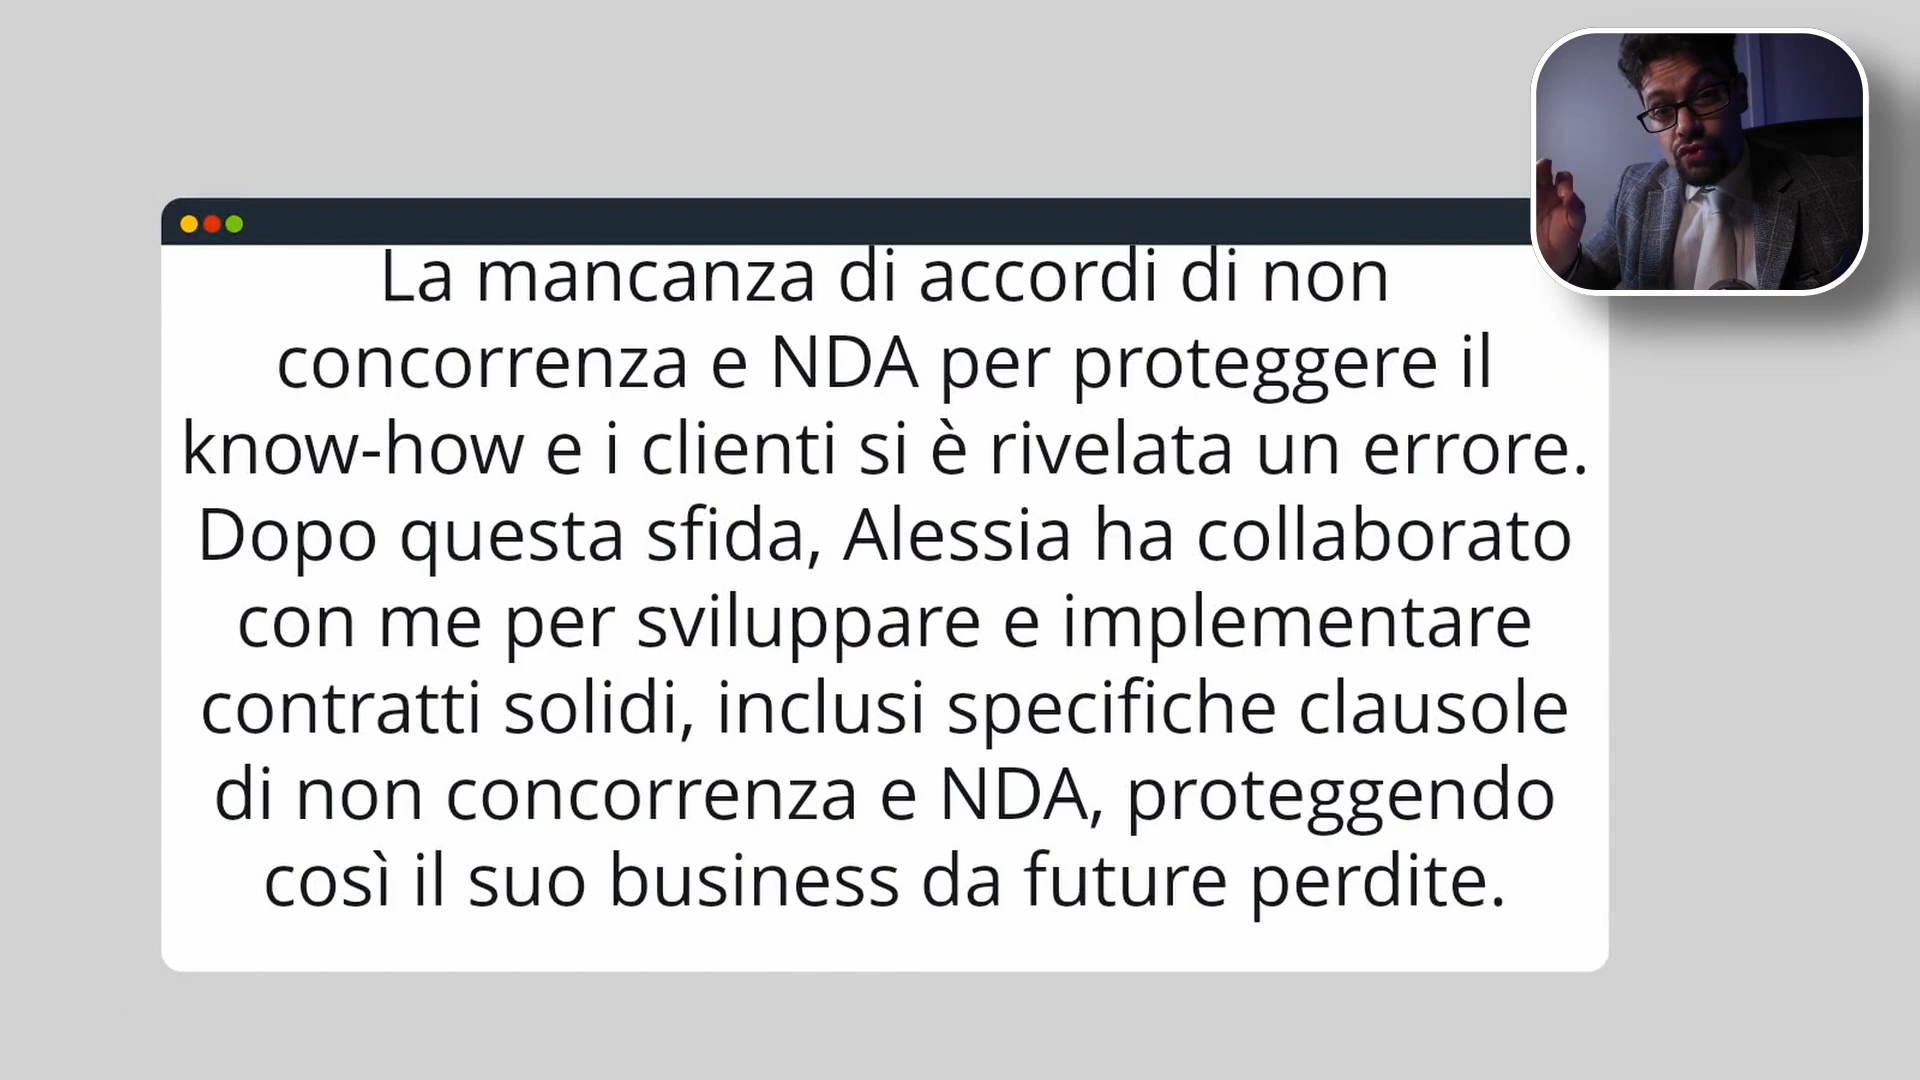 La mancanza di accordi di non
concorrenza e NDA per proteggere il
know-how e i clienti si è rivelata un errore.
Dopo questa sfida, Alessia ha collaborato
con me per sviluppare e implementare
contratti solidi, inclusi specifiche clausole
di non concorrenza e NDA, proteggendo
così il suo business da future perdite.